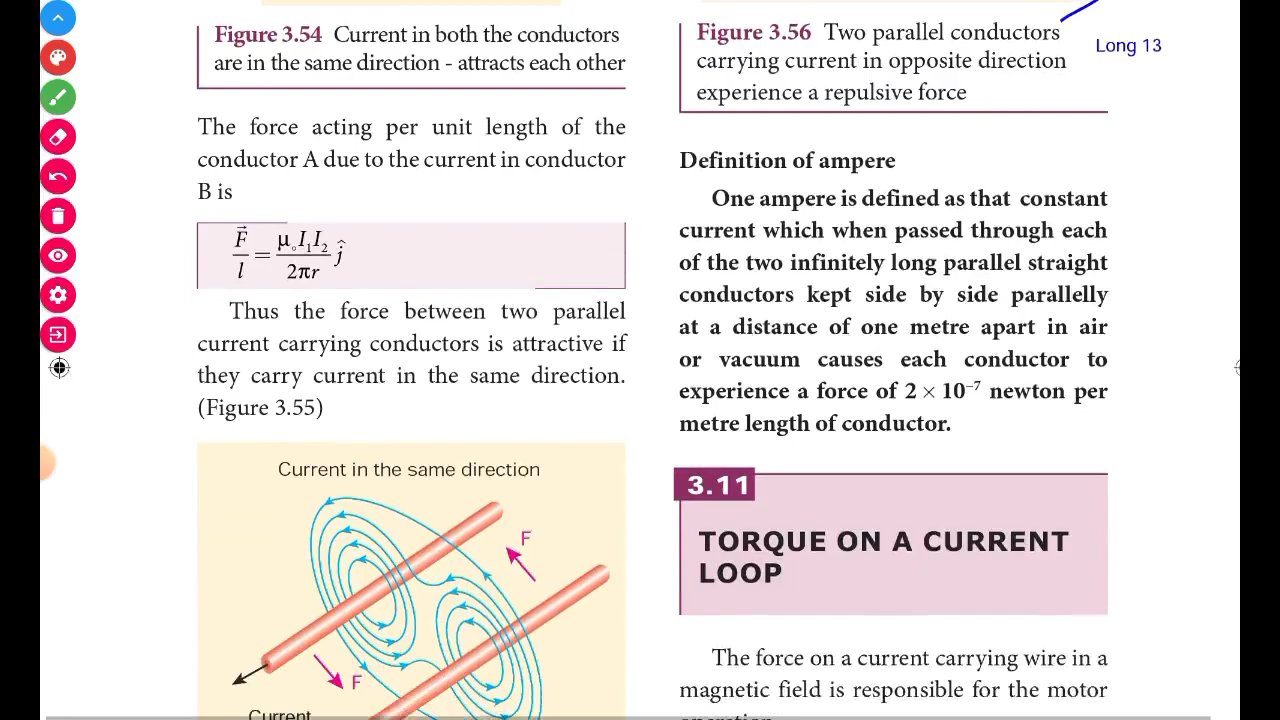 Figure 3.54 Current in both the conductors
are in the same direction - attracts each other
The force acting per unit length of the
conductor A due to the current in conductor
B is
F⃗/l = μ∘I₁I₂/2πr ĵ
Thus the force between two parallel
current carrying conductors is attractive if
they carry current in the same direction.
(Figure 3.55)
Current in the same direction
F
F
Current
Figure 3.56 Two parallel conductors
carrying current in opposite direction
experience a repulsive force
Long 13
Definition of ampere
One ampere is defined as that constant
current which when passed through each
of the two infinitely long parallel straight
conductors kept side by side parallelly
at a distance of one metre apart in air
or vacuum causes each conductor to
experience a force of 2 × 10⁻⁷ newton per
metre length of conductor.
3.11
TORQUE ON A CURRENT
LOOP
The force on a current carrying wire in a
magnetic field is responsible for the motor